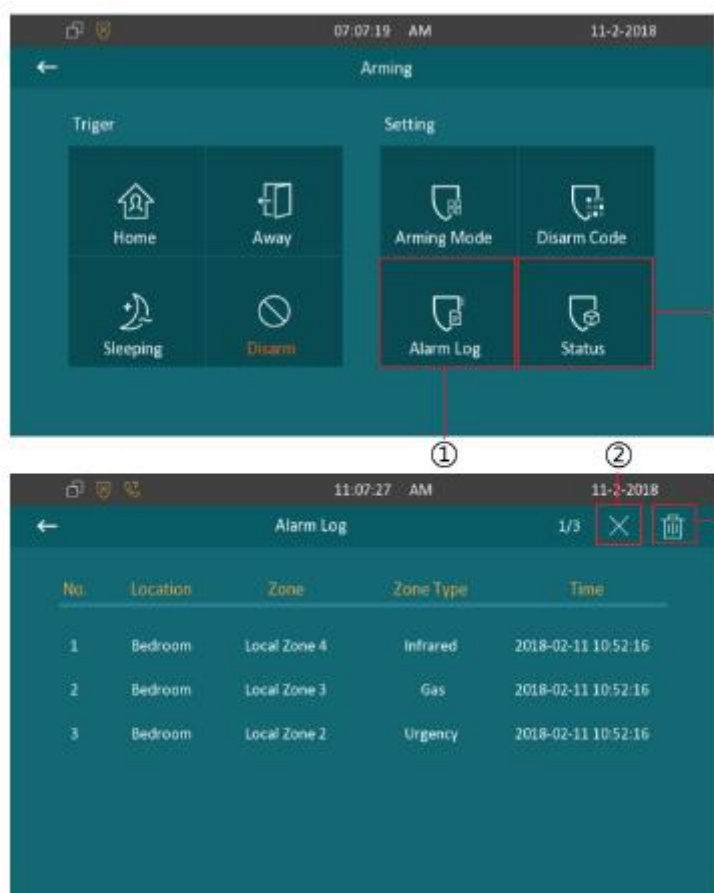 07:07:19 AM 11-2-2018
Arming
Triger Setting
Home Away Arming Mode Disarm Code
Sleeping Disarm Alarm Log Status
① ②
11:07:27 AM 11-2-2018
Alarm Log 1/3
No. Location Zone Zone Type Time
1 Bedroom Local Zone 4 Infrared 2018-02-11 10:52:16
2 Bedroom Local Zone 3 Gas 2018-02-11 10:52:16
3 Bedroom Local Zone 2 Urgency 2018-02-11 10:52:16